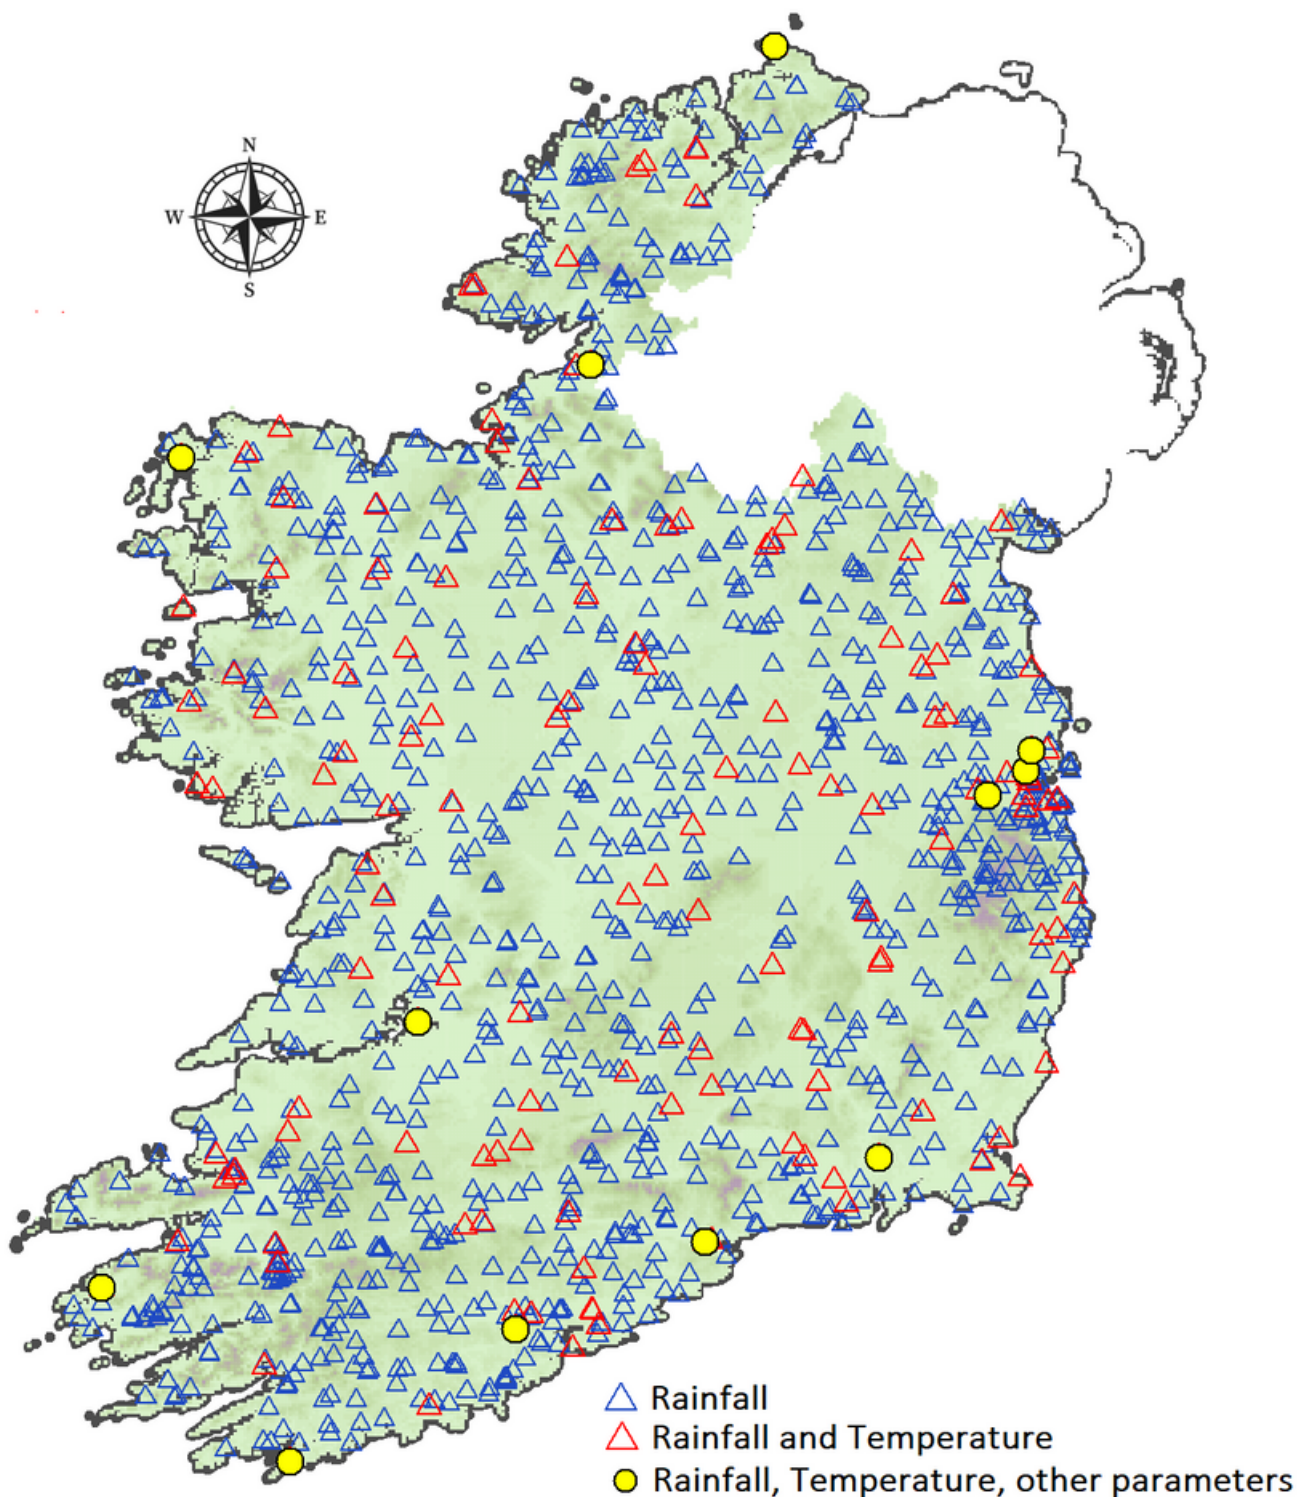 N
W E
S
Rainfall
Rainfall and Temperature
Rainfall, Temperature, other parameters